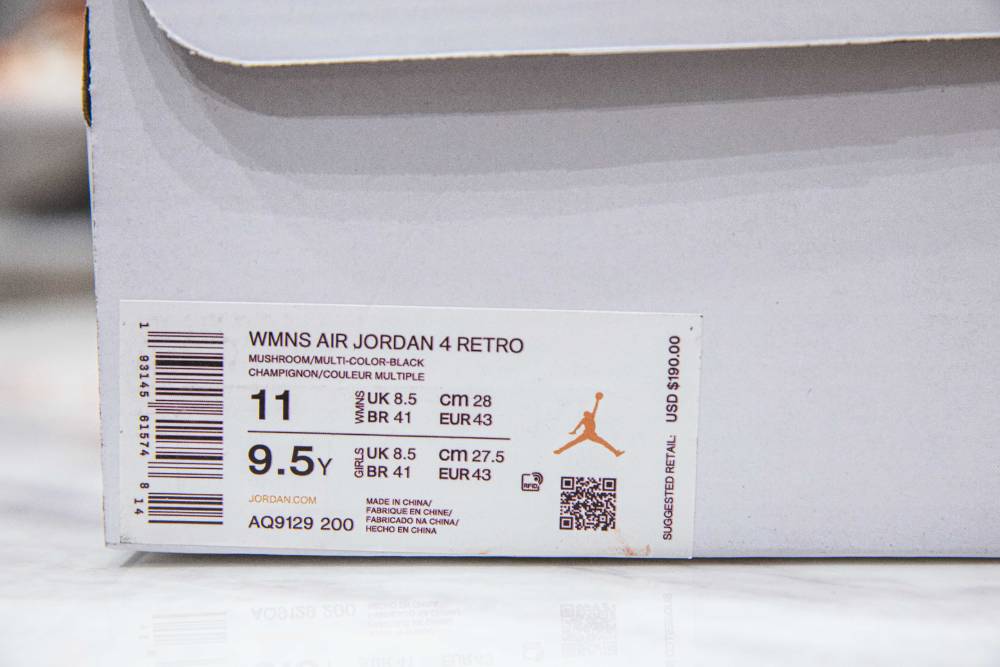 WMNS AIR JORDAN 4 RETRO
MUSHROOM/MULTI-COLOR-BLACK
CHAMPIGNON/COULEUR MULTIPLE
11 WMNS UK 8.5 cm 28
BR 41 EUR 43
9.5Y GIRLS UK 8.5 cm 27.5
BR 41 EUR 43
RFID
JORDAN.COM
AQ9129 200
MADE IN CHINA/
FABRIQUE EN CHINE/
FABRICADO NA CHINA/
HECHO EN CHINA
1 93145 61574 8 14
SUGGESTED RETAIL: USD $190.00